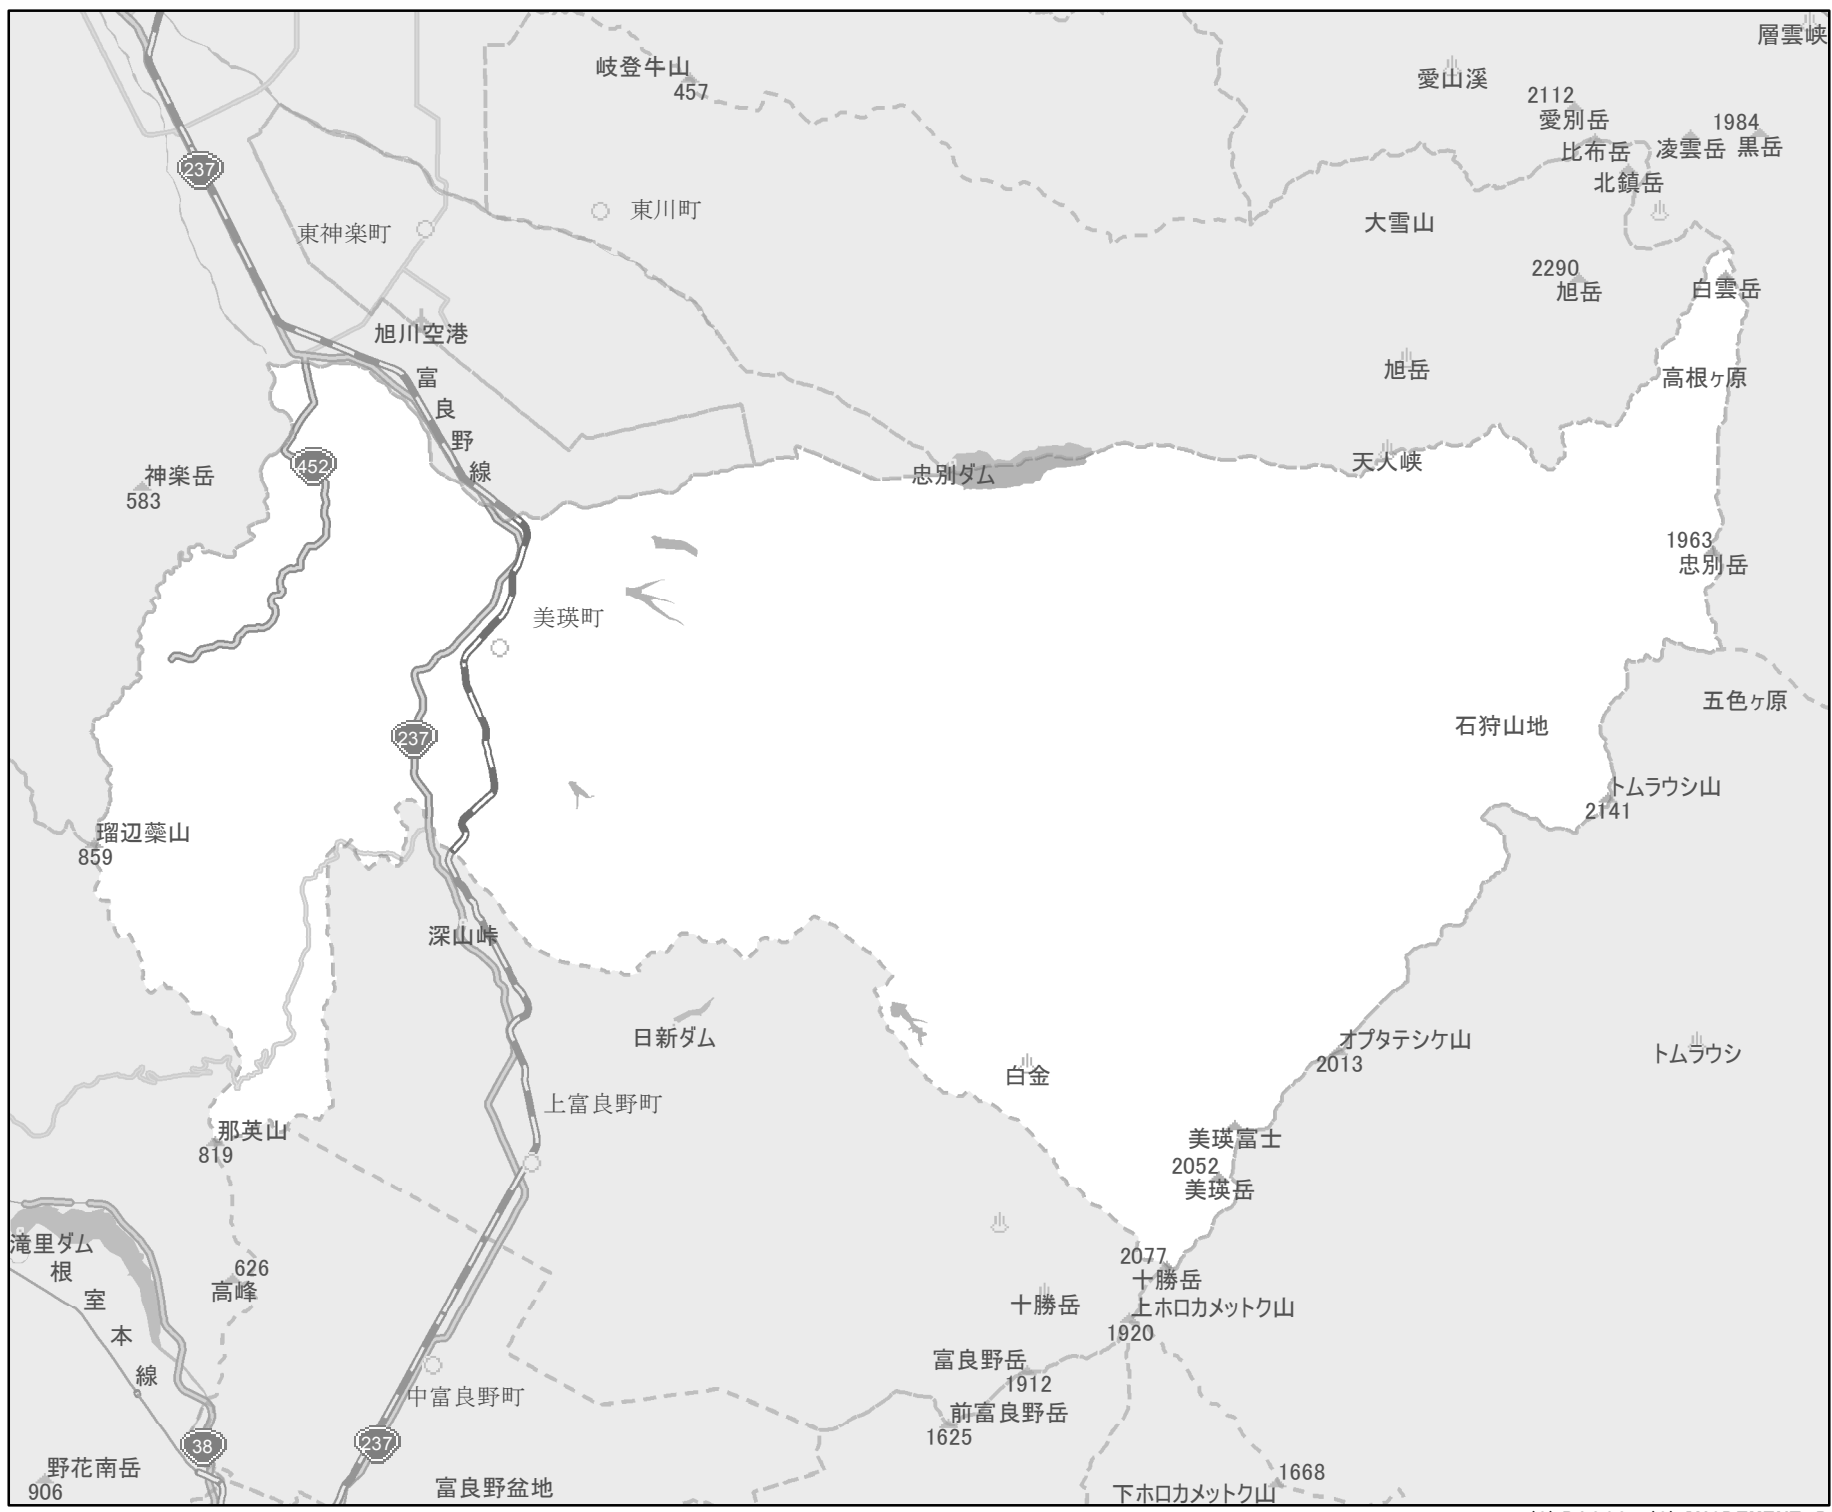 層雲峡
岐登牛山
457
愛山溪
2112
愛別岳
1984
凌雲岳
黒岳
比布岳
北鎮岳
237
東川町
東神楽町
大雪山
2290
旭岳
白雲岳
旭川空港
富良野線
旭岳
高根ヶ原
452
神楽岳
583
忠別ダム
天人峡
1963
忠別岳
美瑛町
五色ヶ原
石狩山地
237
トムラウシ山
2141
瑠辺蘂山
859
深山峠
日新ダム
オプタテシケ山
2013
トムラウシ
白金
上富良野町
那英山
819
美瑛富士
2052
美瑛岳
滝里ダム
根室本線
626
高峰
2077
十勝岳
十勝岳
上ホロカメットク山
1920
富良野岳
1912
前富良野岳
1625
中富良野町
38
237
野花南岳
906
富良野盆地
1668
下ホロカメットク山